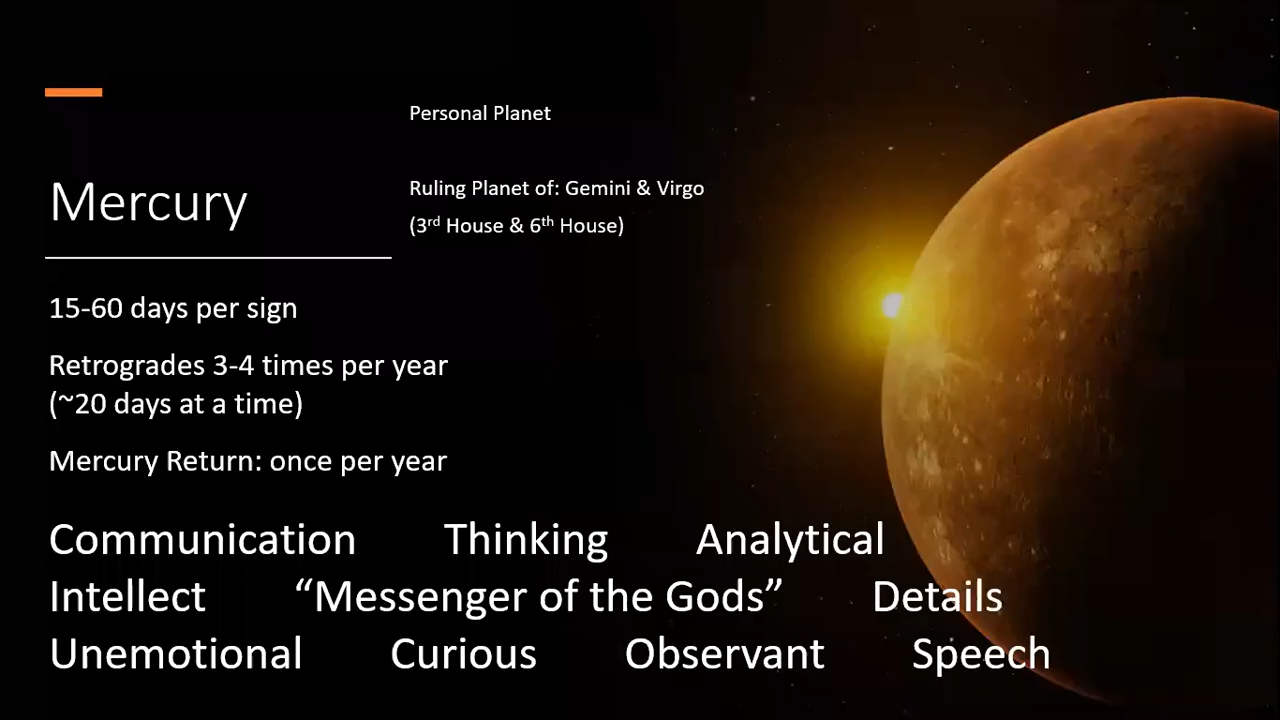 Personal Planet
Mercury
Ruling Planet of: Gemini & Virgo
(3rd House & 6th House)
15-60 days per sign
Retrogrades 3-4 times per year
(~20 days at a time)
Mercury Return: once per year
Communication Thinking Analytical
Intellect “Messenger of the Gods” Details
Unemotional Curious Observant Speech